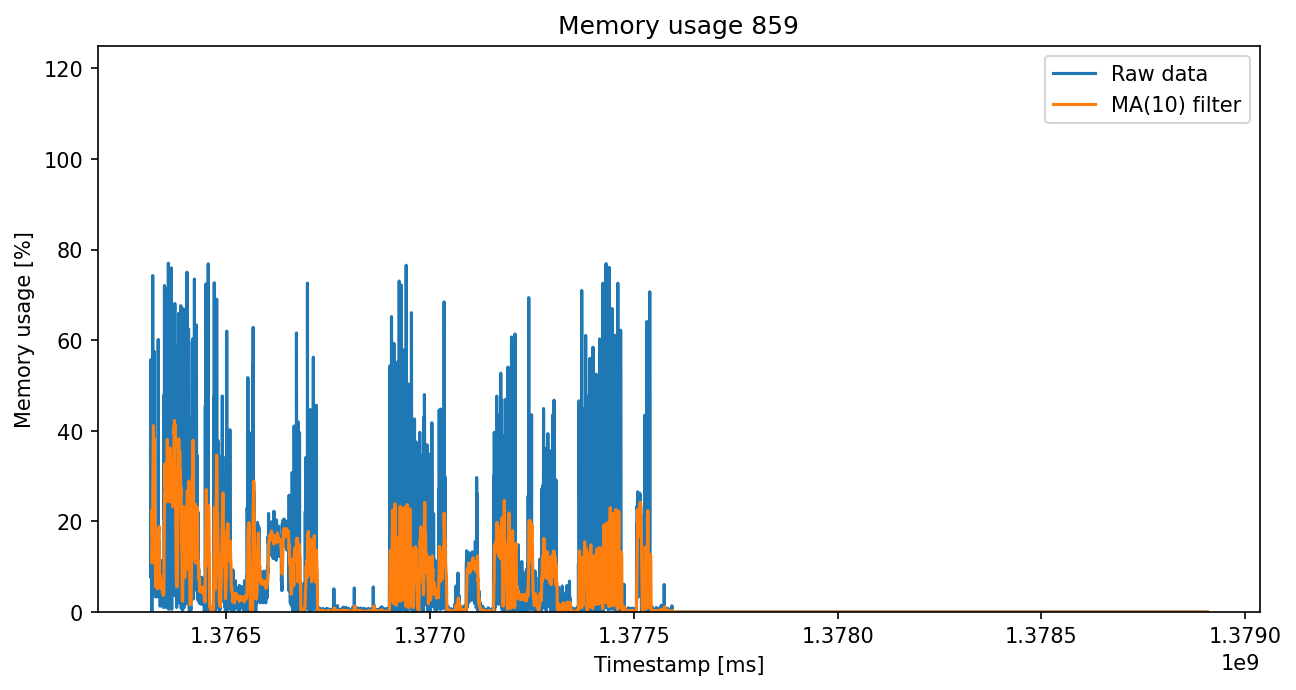 Memory usage 859
Raw data
MA(10) filter
Memory usage [%]
120
100
80
60
40
20
0
1.3765 1.3770 1.3775 1.3780 1.3785 1.3790
1e9
Timestamp [ms]